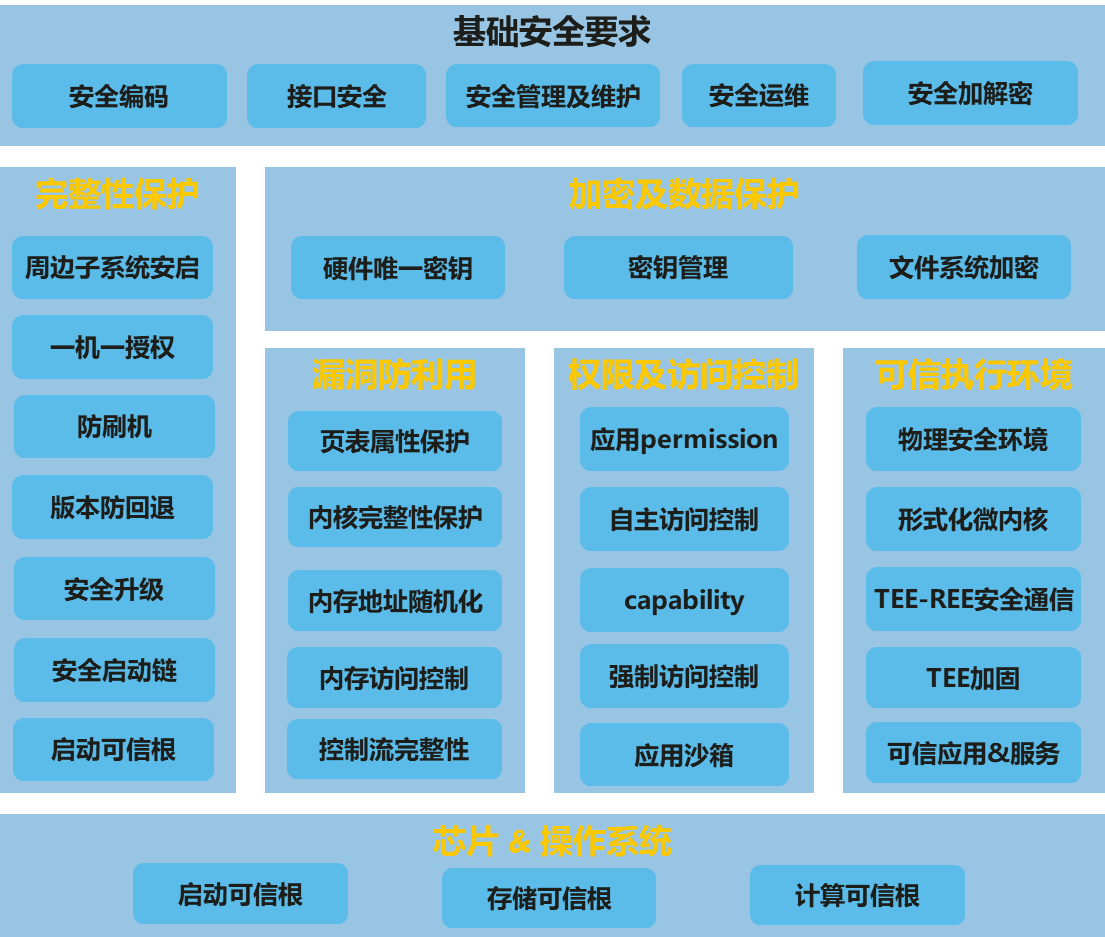 基础安全要求
安全编码
接口安全
安全管理及维护
安全运维
安全加解密
完整性保护
周边子系统安启
一机一授权
防刷机
版本防回退
安全升级
安全启动链
启动可信根
加密及数据保护
硬件唯一密钥
密钥管理
文件系统加密
漏洞防利用
页表属性保护
内核完整性保护
内存地址随机化
内存访问控制
控制流完整性
权限及访问控制
应用permission
自主访问控制
capability
强制访问控制
应用沙箱
可信执行环境
物理安全环境
形式化微内核
TEE-REE安全通信
TEE加固
可信应用&服务
芯片 & 操作系统
启动可信根
存储可信根
计算可信根